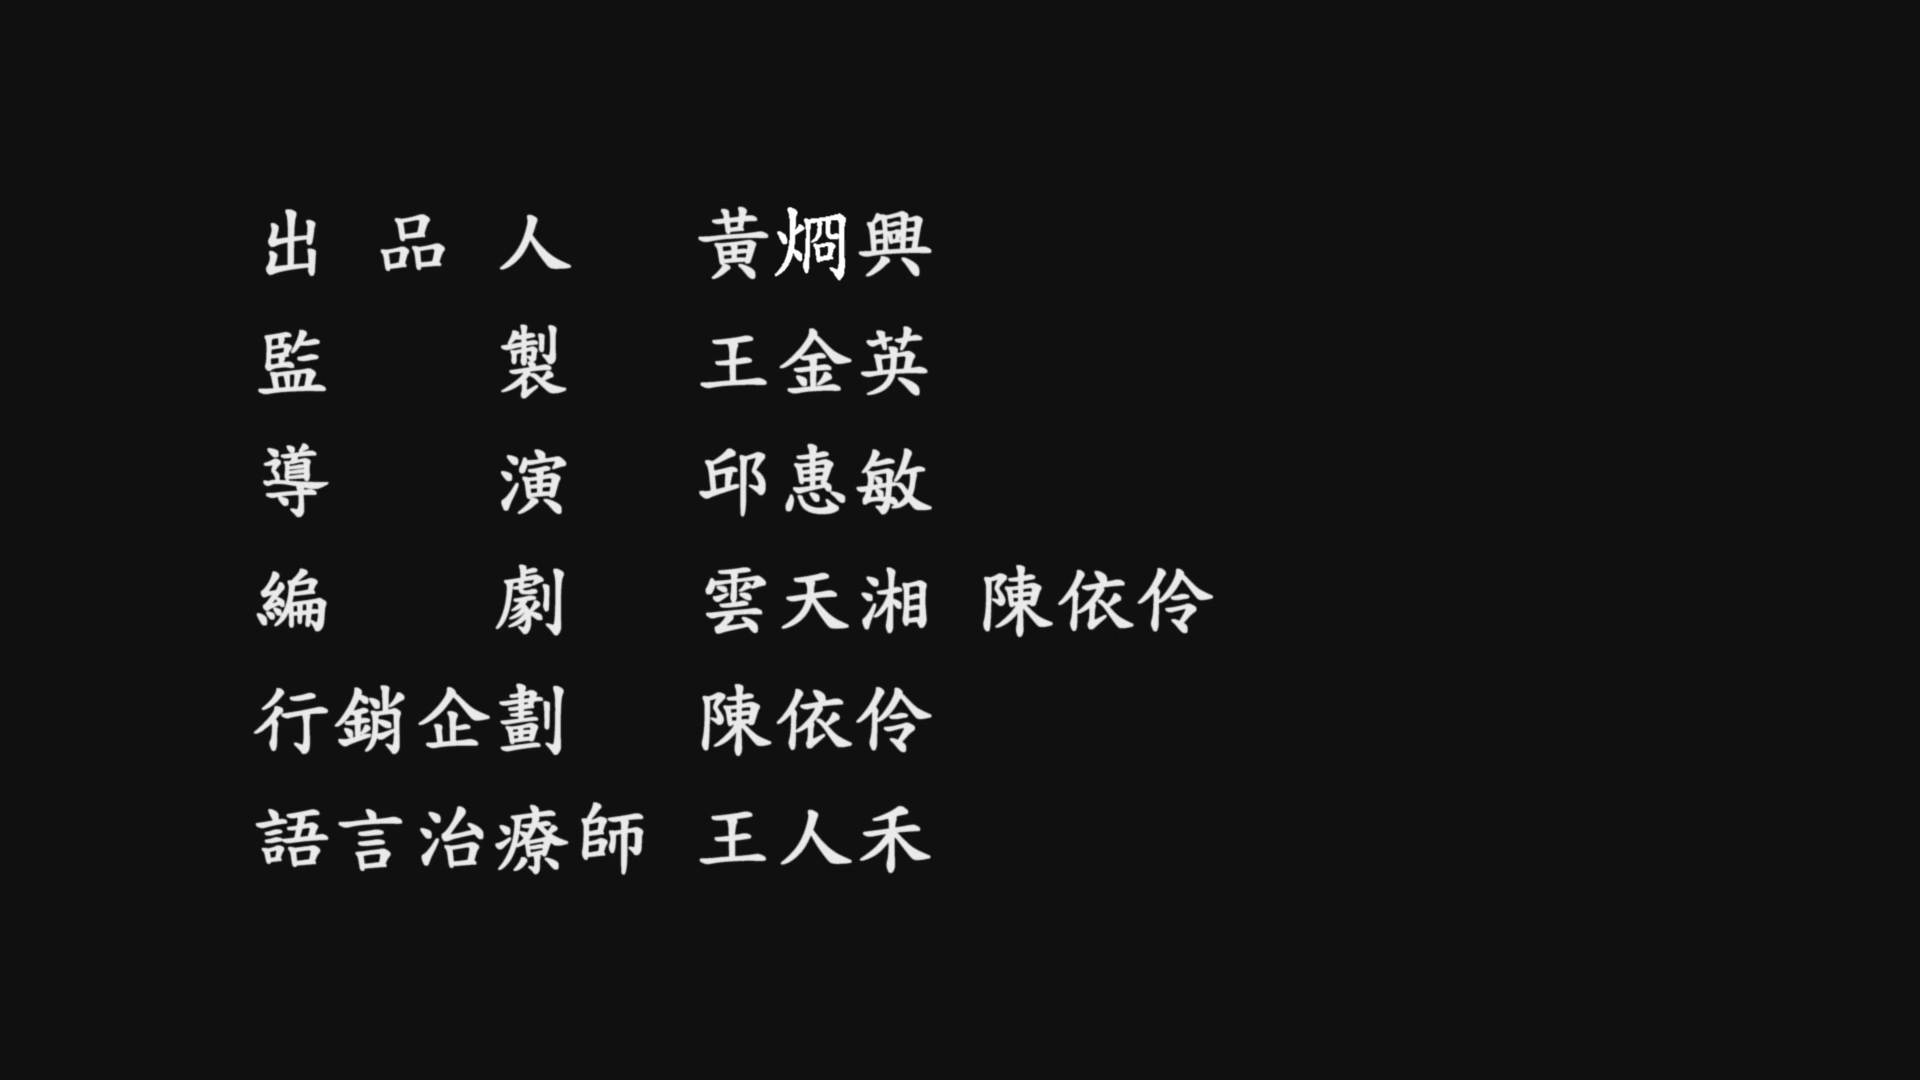 出品人 黃烱興
監製 王金英
導演 邱惠敏
編劇 雲天湘 陳依伶
行銷企劃 陳依伶
語言治療師 王人禾